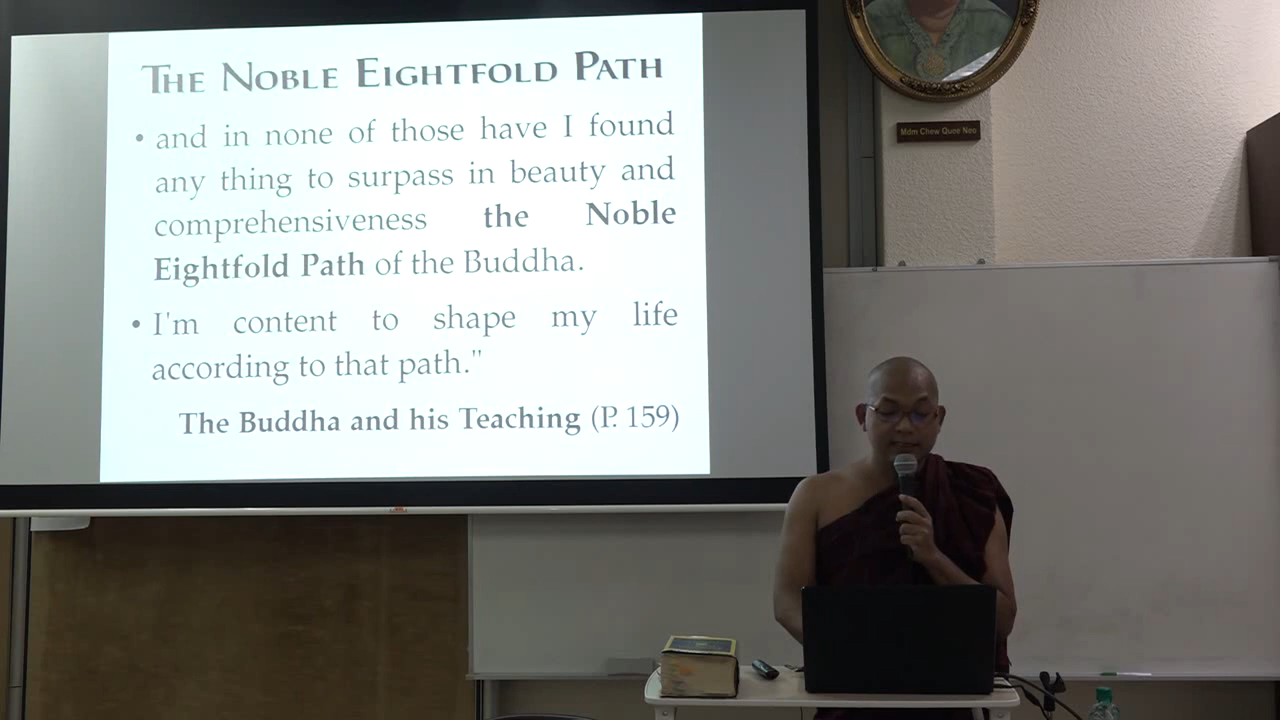 THE NOBLE EIGHTFOLD PATH
• and in none of those have I found
any thing to surpass in beauty and
comprehensiveness the Noble
Eightfold Path of the Buddha.
• I'm content to shape my life
according to that path."
The Buddha and his Teaching (P. 159)
Mdm Chew Quee Neo